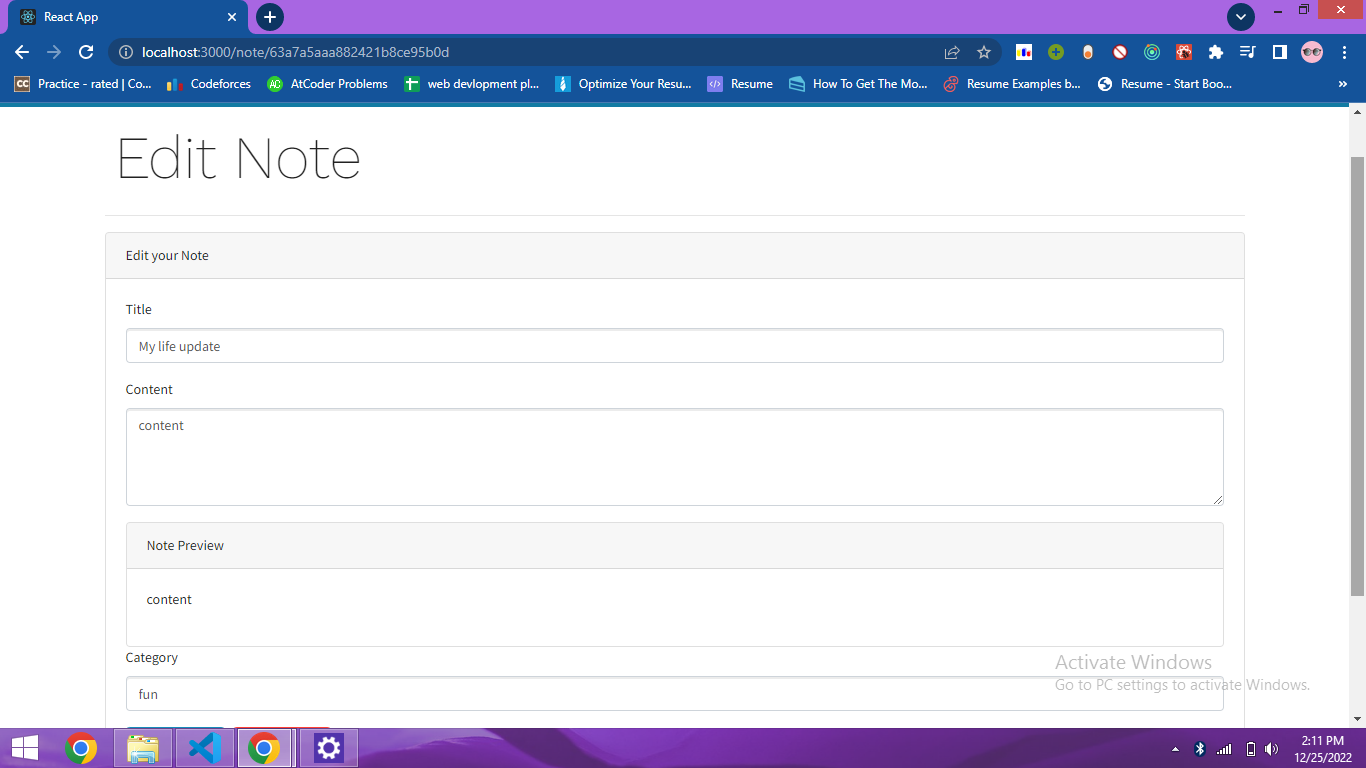 React App
localhost:3000/note/63a7a5aaa882421b8ce95b0d
CC Practice - rated | Co... Codeforces AC AtCoder Problems web devlopment pl... Optimize Your Resu... </> Resume How To Get The Mo... Resume Examples b... Resume - Start Boo... »
Edit Note
Edit your Note
Title
My life update
Content
content
Note Preview
content
Category
fun
Activate Windows
Go to PC settings to activate Windows.
2:11 PM
12/25/2022